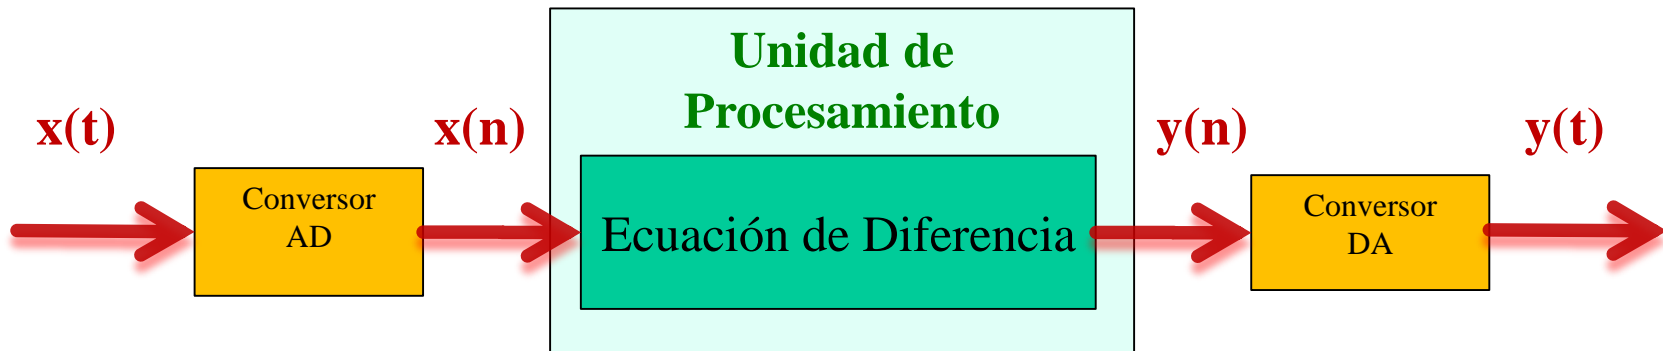 Unidad de
Procesamiento
x(t)
x(n)
y(n)
y(t)
Conversor
AD
Ecuación de Diferencia
Conversor
DA